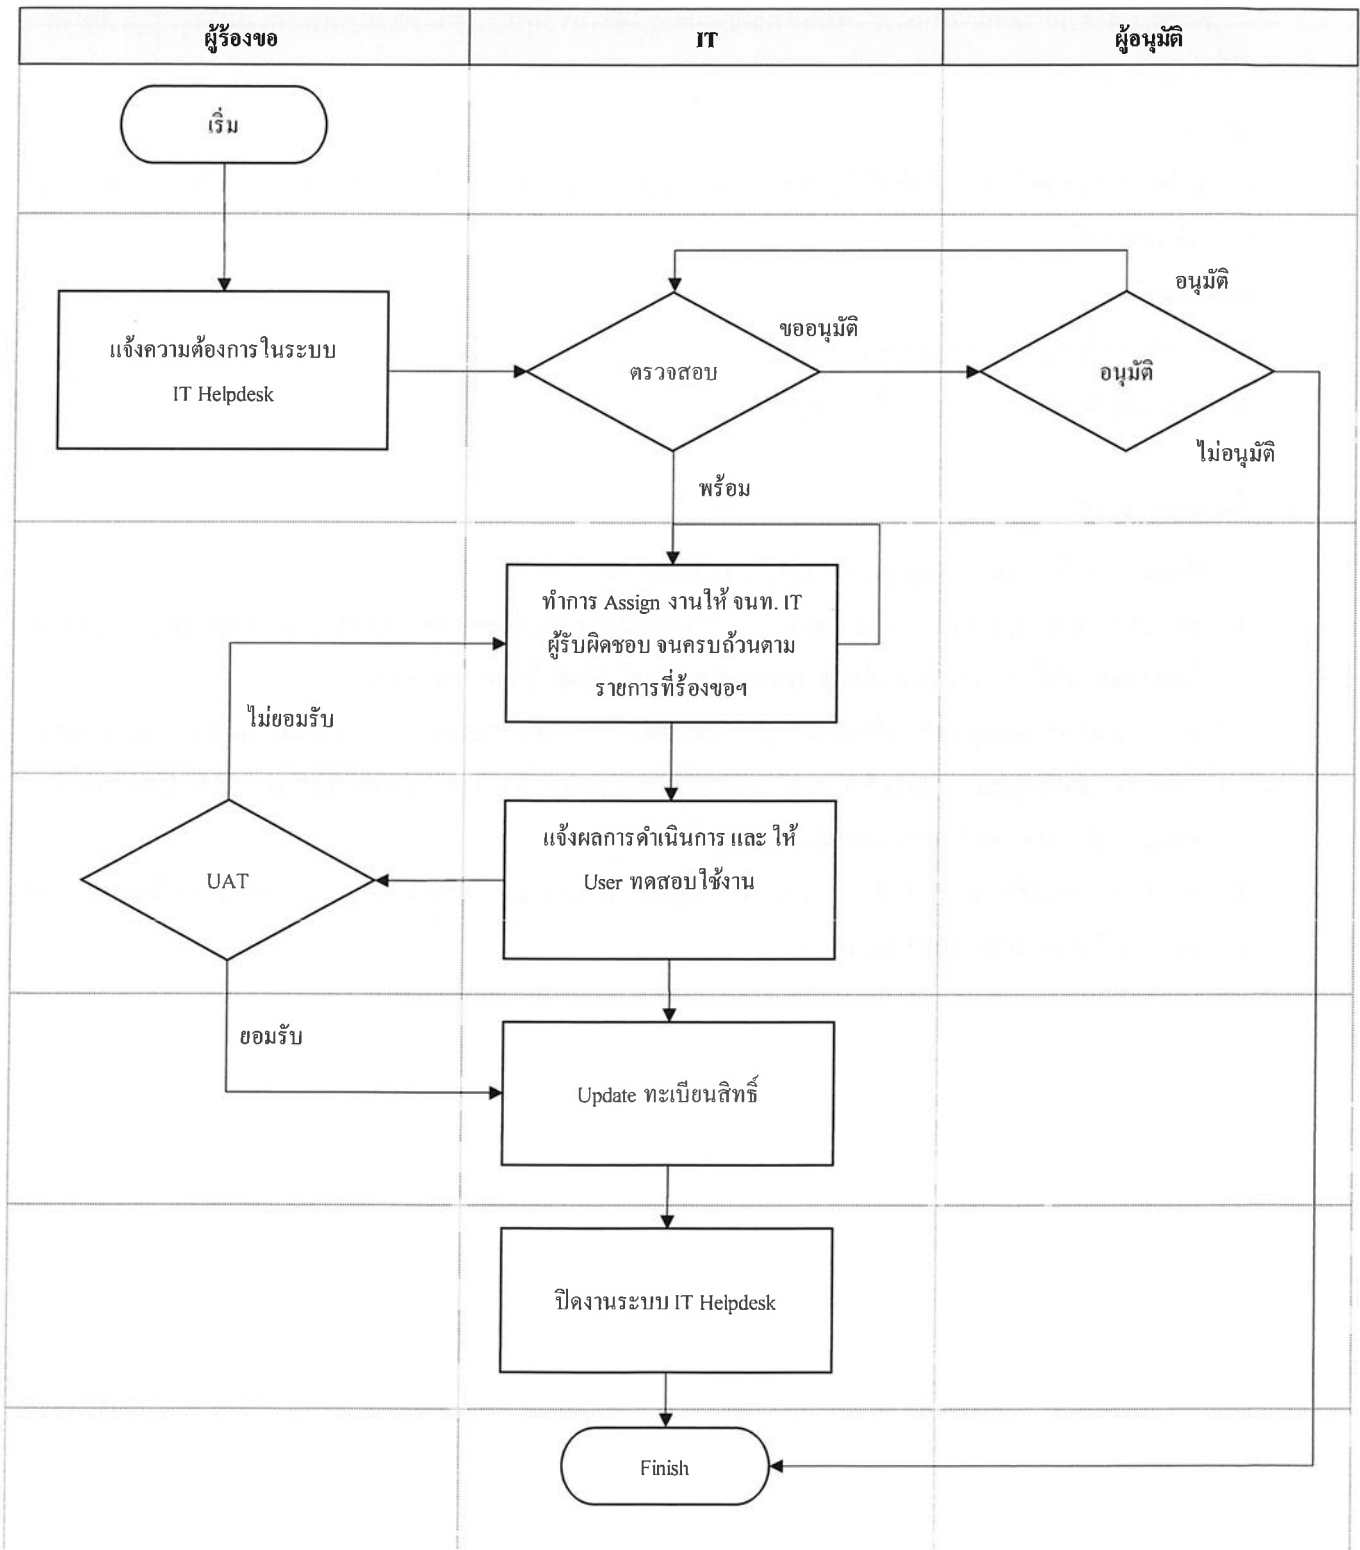 ผู้ร้องขอ
IT
ผู้อนุมัติ
เริ่ม
แจ้งความต้องการในระบบ
IT Helpdesk
ตรวจสอบ
ขออนุมัติ
อนุมัติ
อนุมัติ
ไม่อนุมัติ
พร้อม
ทำการ Assign งานให้ จนท. IT
ผู้รับผิดชอบ จนครบถ้วนตาม
รายการที่ร้องขอฯ
ไม่ยอมรับ
แจ้งผลการดำเนินการ และ ให้
User ทดสอบใช้งาน
UAT
ยอมรับ
Update ทะเบียนสิทธิ์
ปิดงานระบบ IT Helpdesk
Finish